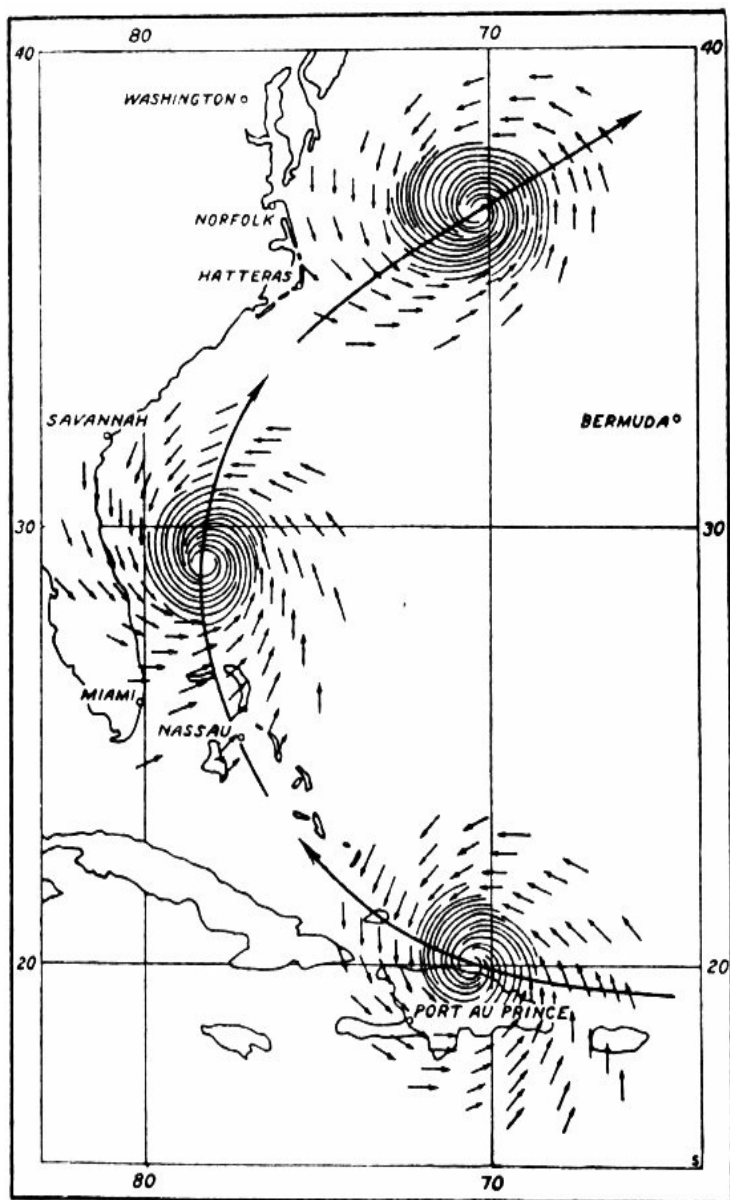 80
70
40
40
WASHINGTON
NORFOLK
HATTERAS
SAVANNAH
BERMUDA
30
30
MIAMI
NASSAU
20
20
PORT AU PRINCE
S
80
70